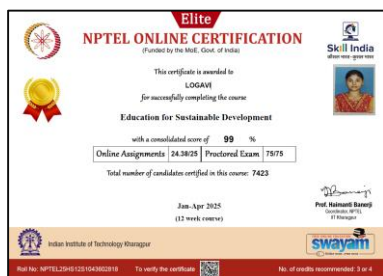 Elite
NPTEL ONLINE CERTIFICATION
(Funded by the MoE, Govt. of India)
Skill India
कौशल भारत - कुशल भारत
This certificate is awarded to
LOGAVI
for successfully completing the course
Education for Sustainable Development
with a consolidated score of 99 %
Online Assignments 24.38/25 Proctored Exam 75/75
Total number of candidates certified in this course: 7423
Jan-Apr 2025
(12 week course)
Prof. Haimanti Banerji
Coordinator, NPTEL
IIT Kharagpur
Indian Institute of Technology Kharagpur
swayam
Roll No: NPTEL25HS12S1043602818 To verify the certificate No. of credits recommended: 3 or 4